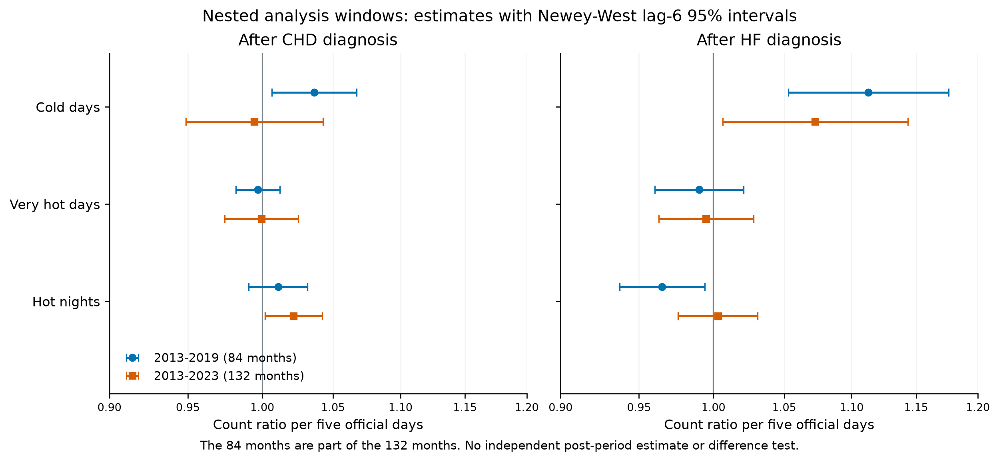 Nested analysis windows: estimates with Newey-West lag-6 95% intervals
After CHD diagnosis
After HF diagnosis
Cold days
Very hot days
Hot nights
2013-2019 (84 months)
2013-2023 (132 months)
0.90 0.95 1.00 1.05 1.10 1.15 1.20
0.90 0.95 1.00 1.05 1.10 1.15 1.20
Count ratio per five official days
Count ratio per five official days
The 84 months are part of the 132 months. No independent post-period estimate or difference test.